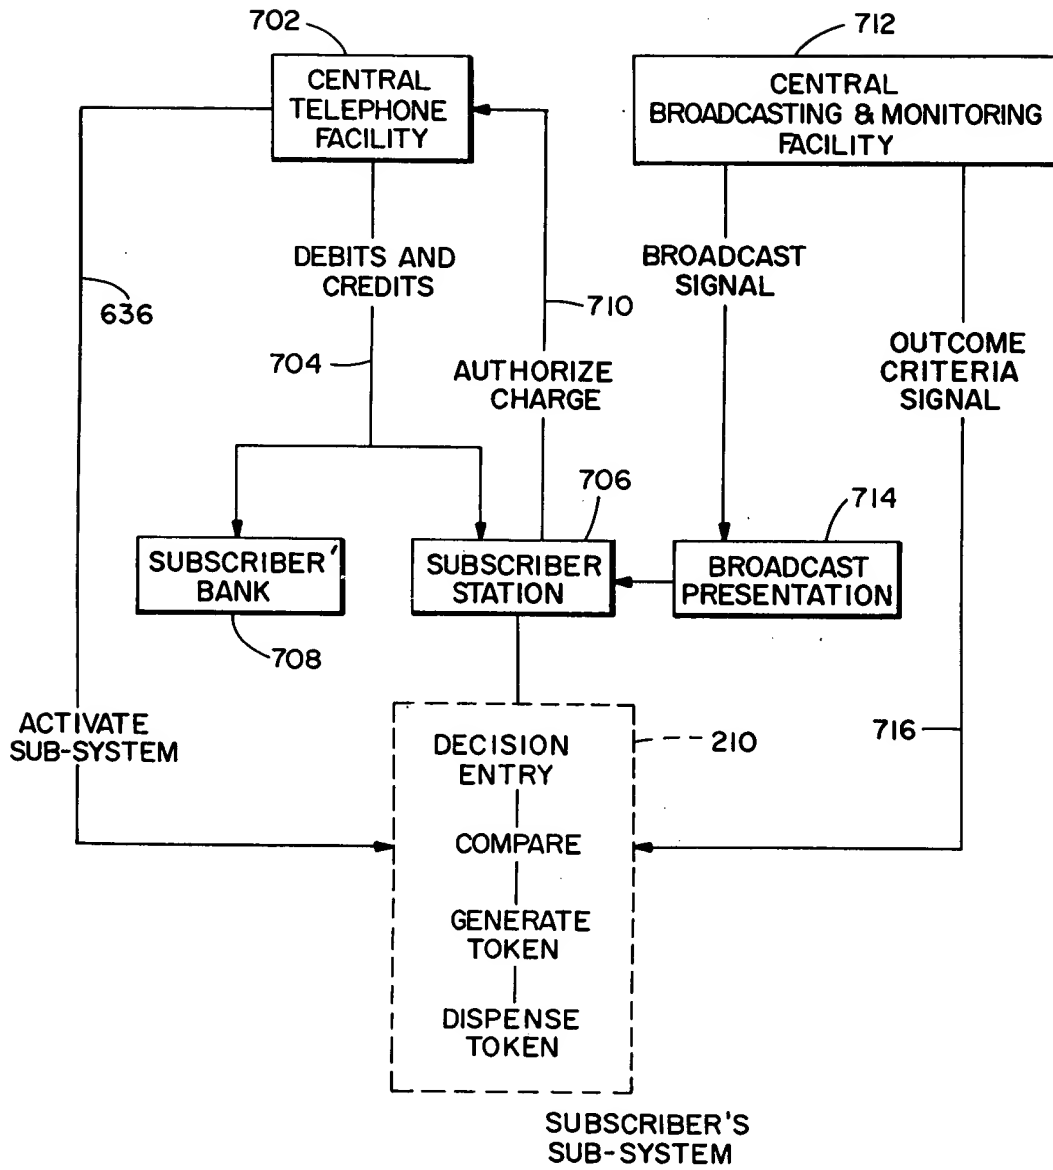 702
712
CENTRAL
TELEPHONE
FACILITY
CENTRAL
BROADCASTING & MONITORING
FACILITY
DEBITS AND
CREDITS
BROADCAST
SIGNAL
636
710
704
OUTCOME
CRITERIA
SIGNAL
AUTHORIZE
CHARGE
706
714
SUBSCRIBER'
BANK
SUBSCRIBER
STATION
BROADCAST
PRESENTATION
708
ACTIVATE
SUB-SYSTEM
716
210
DECISION
ENTRY
COMPARE
GENERATE
TOKEN
DISPENSE
TOKEN
SUBSCRIBER'S
SUB-SYSTEM